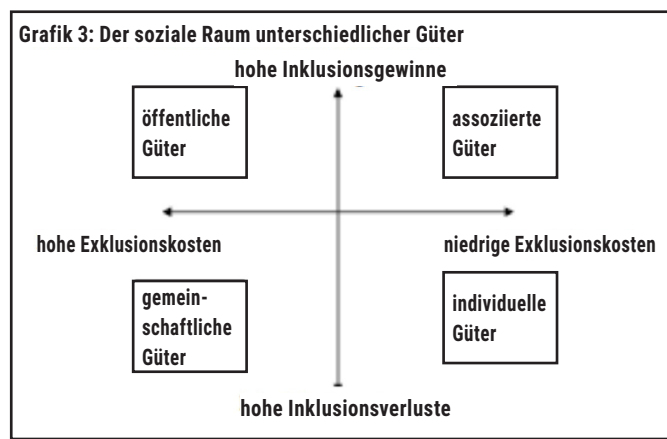 Grafik 3: Der soziale Raum unterschiedlicher Güter
hohe Inklusionsgewinne
öffentliche
Güter
assoziierte
Güter
hohe Exklusionskosten
niedrige Exklusionskosten
gemein-
schaftliche
Güter
individuelle
Güter
hohe Inklusionsverluste